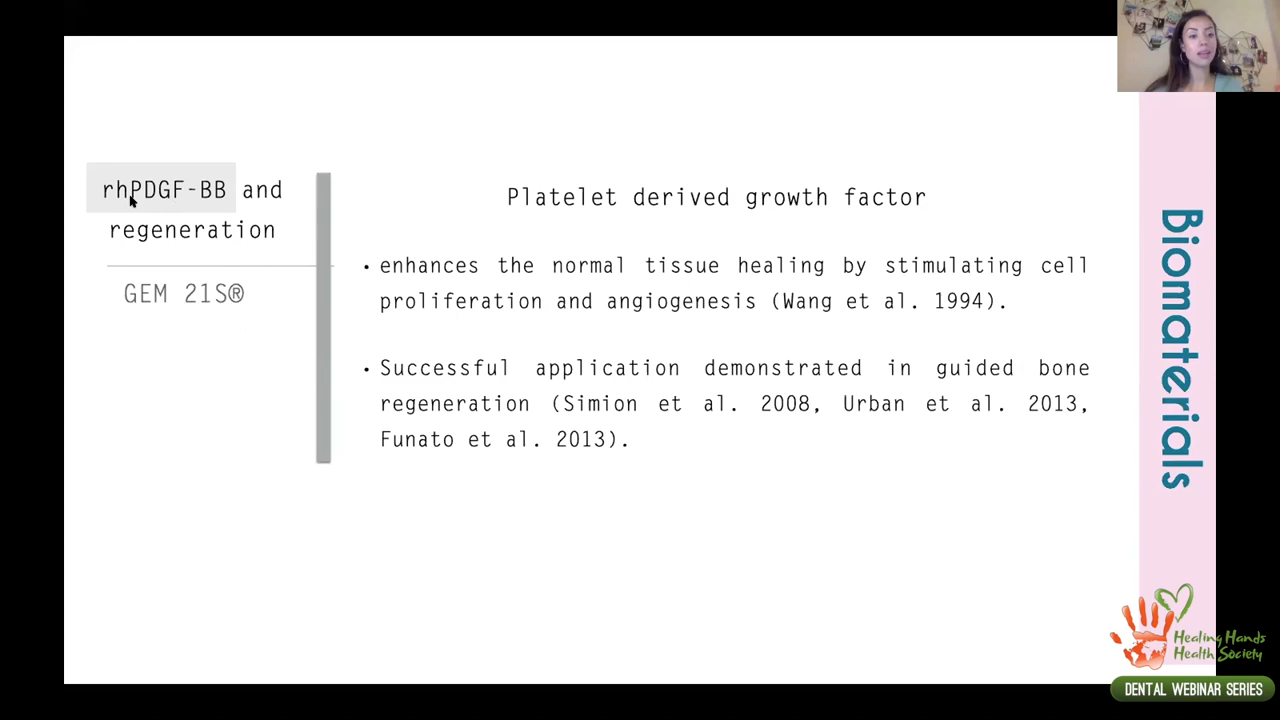 rhPDGF-BB and
regeneration
GEM 21S®
Platelet derived growth factor
• enhances the normal tissue healing by stimulating cell
proliferation and angiogenesis (Wang et al. 1994).
• Successful application demonstrated in guided bone
regeneration (Simion et al. 2008, Urban et al. 2013,
Funato et al. 2013).
Biomaterials
Healing Hands
Health Society
DENTAL WEBINAR SERIES